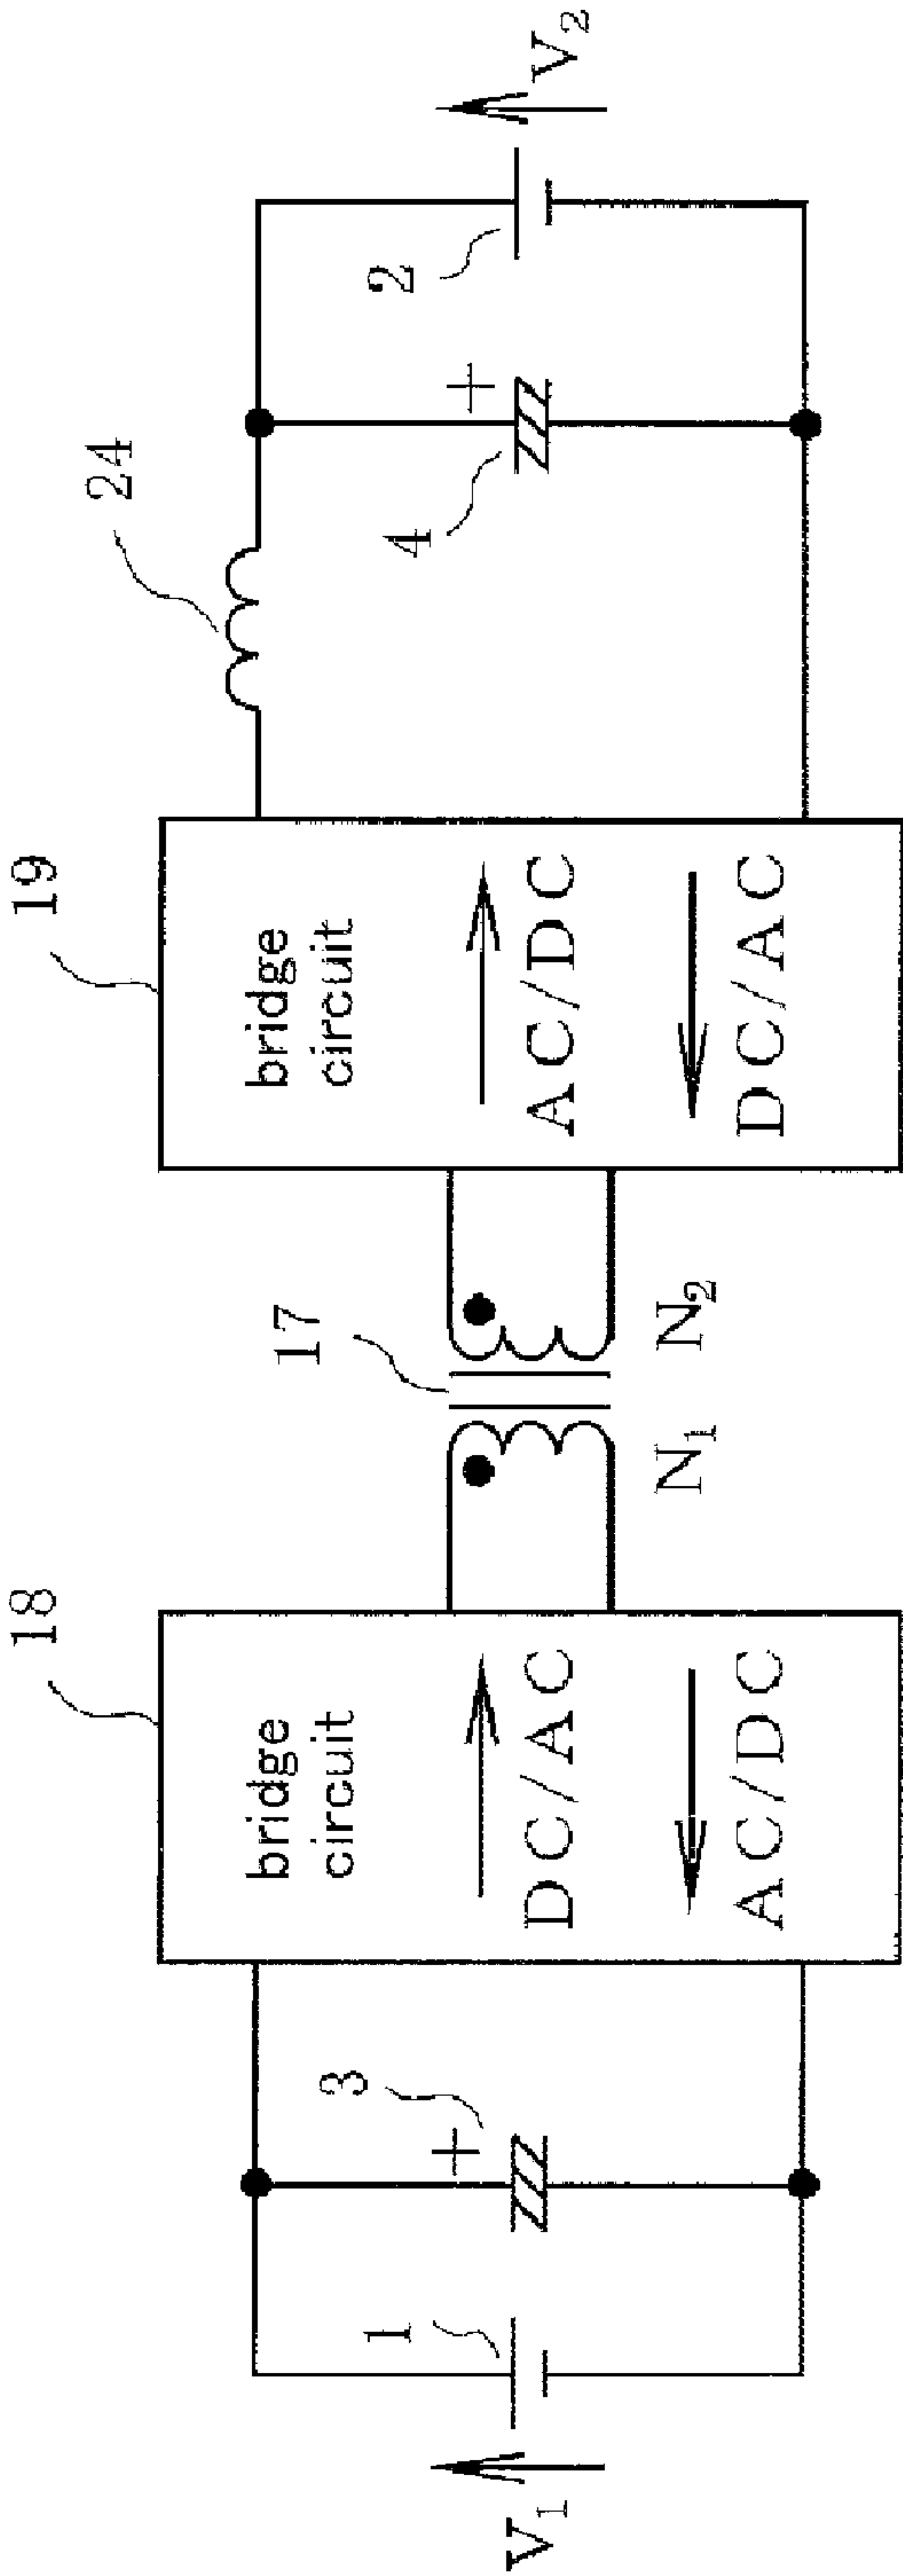 18
17
19
24
bridge
circuit
DC/AC
AC/DC
bridge
circuit
AC/DC
DC/AC
V1
1
+
3
N1
N2
+
4
2
V2